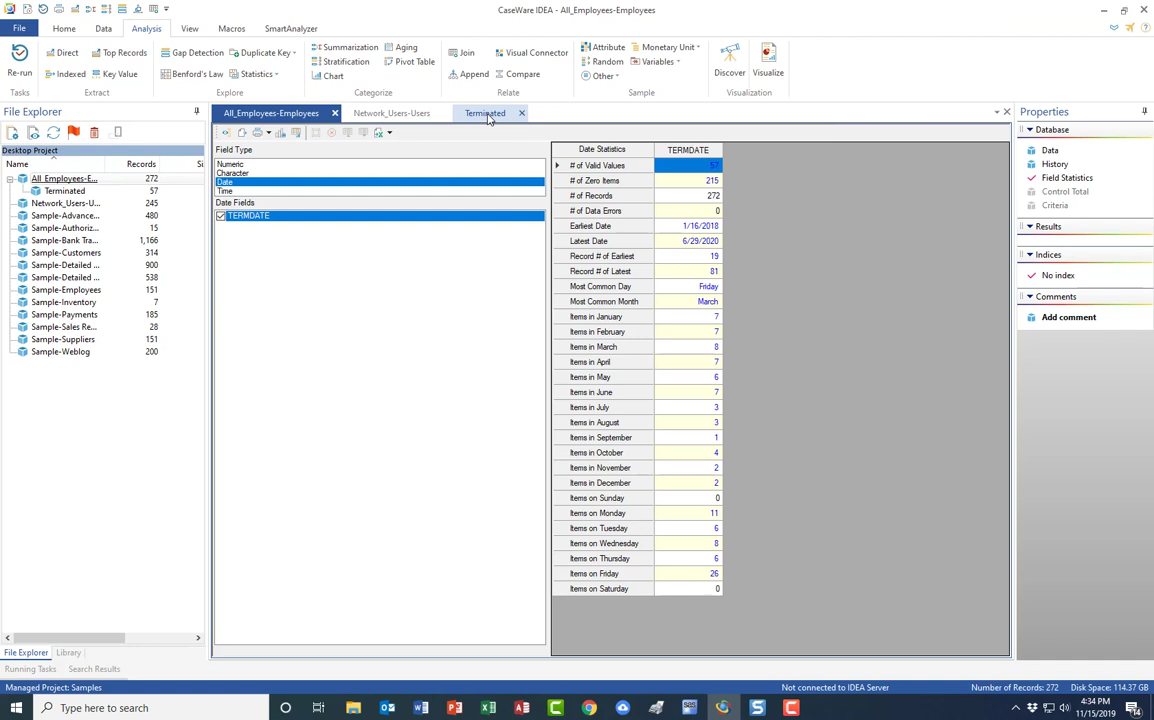 CaseWare IDEA - All_Employees-Employees
File Home Data Analysis View Macros SmartAnalyzer
Re-run
Tasks
Direct Top Records
Indexed Key Value
Extract
Gap Detection Duplicate Key
Benford's Law Statistics
Explore
Summarization Aging
Stratification Pivot Table
Chart
Categorize
Join Visual Connector
Append Compare
Relate
Attribute Monetary Unit
Random Variables
Other
Sample
Discover Visualize
Visualization
File Explorer
Desktop Project
Name Records Si
All_Employees-E... 272
Terminated 57
Network_Users-U... 245
Sample-Advance... 480
Sample-Authoriz... 15
Sample-Bank Tra... 1,166
Sample-Customers 314
Sample-Detailed ... 900
Sample-Detailed ... 538
Sample-Employees 151
Sample-Inventory 7
Sample-Payments 185
Sample-Sales Re... 28
Sample-Suppliers 151
Sample-Weblog 200
File Explorer Library
Running Tasks Search Results
All_Employees-Employees Network_Users-Users Terminated
Field Type
Numeric
Character
Date
Time
Date Fields
TERMDATE
Date Statistics TERMDATE
# of Valid Values 57
# of Zero Items 215
# of Records 272
# of Data Errors 0
Earliest Date 1/16/2018
Latest Date 6/29/2020
Record # of Earliest 19
Record # of Latest 81
Most Common Day Friday
Most Common Month March
Items in January 7
Items in February 7
Items in March 8
Items in April 7
Items in May 6
Items in June 7
Items in July 3
Items in August 3
Items in September 1
Items in October 4
Items in November 2
Items in December 2
Items on Sunday 0
Items on Monday 11
Items on Tuesday 6
Items on Wednesday 8
Items on Thursday 6
Items on Friday 26
Items on Saturday 0
Properties
Database
Data
History
Field Statistics
Control Total
Criteria
Results
Indices
No index
Comments
Add comment
Managed Project: Samples Not connected to IDEA Server Number of Records: 272 Disk Space: 114.37 GB
Type here to search
4:34 PM
11/15/2019
14